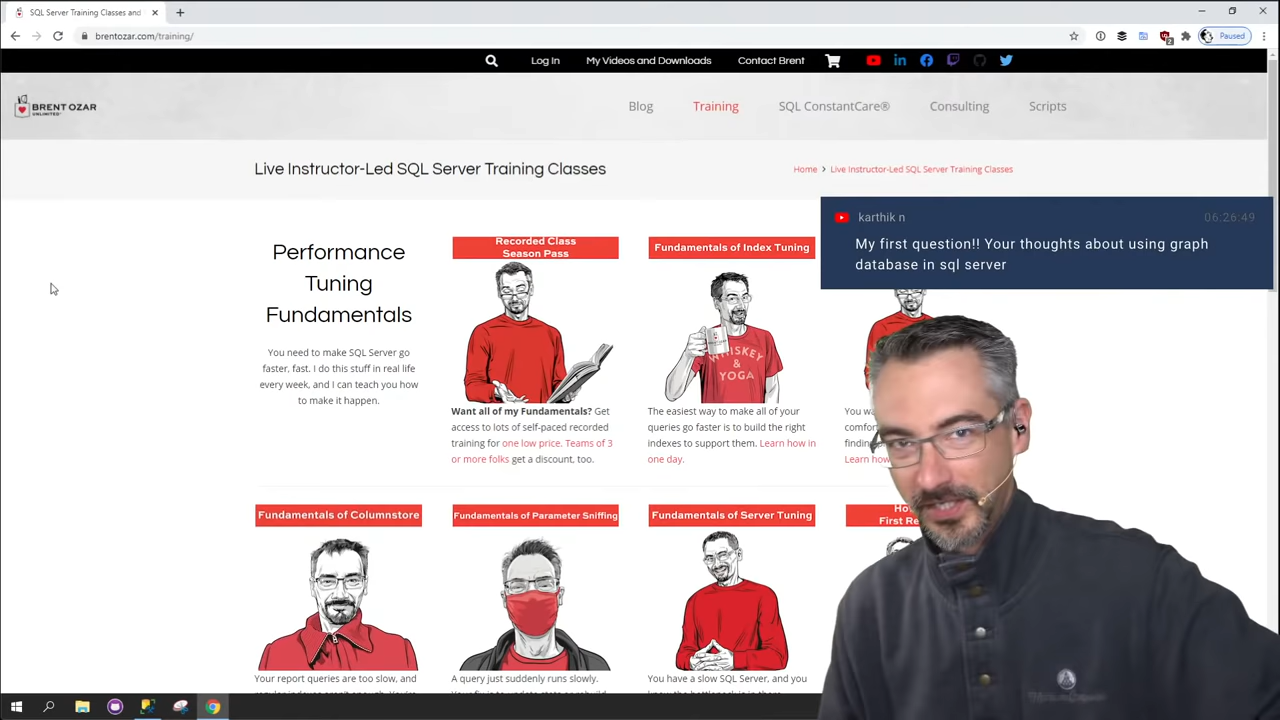 SQL Server Training Classes and
brentozar.com/training/
Paused
Log In
My Videos and Downloads
Contact Brent
BRENT OZAR
UNLIMITED
Blog
Training
SQL ConstantCare®
Consulting
Scripts
Live Instructor-Led SQL Server Training Classes
Home > Live Instructor-Led SQL Server Training Classes
karthik n
06:26:49
My first question!! Your thoughts about using graph
database in sql server
Performance
Tuning
Fundamentals
You need to make SQL Server go
faster, fast. I do this stuff in real life
every week, and I can teach you how
to make it happen.
Recorded Class
Season Pass
Want all of my Fundamentals? Get
access to lots of self-paced recorded
training for one low price. Teams of 3
or more folks get a discount, too.
Fundamentals of Index Tuning
WHISKEY
&
YOGA
The easiest way to make all of your
queries go faster is to build the right
indexes to support them. Learn how in
one day.
You
Learn how
Fundamentals of Columnstore
Your report queries are too slow, and
Fundamentals of Parameter Sniffing
A query just suddenly runs slowly.
Fundamentals of Server Tuning
You have a slow SQL Server, and you
First